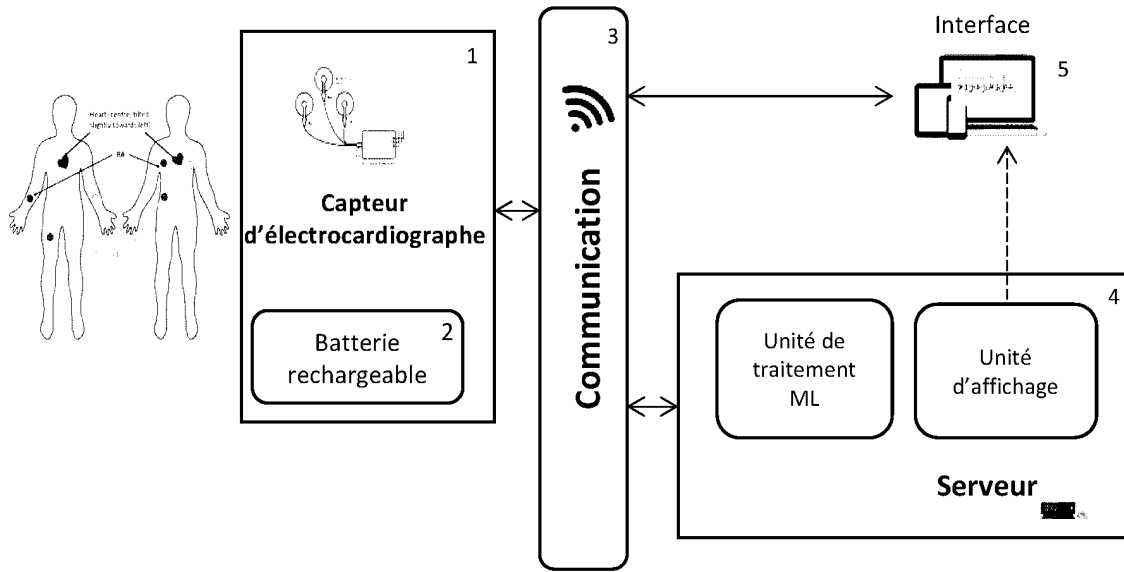 Heart: centre, tilted
slightly towards left
RA
1
Capteur
d'électrocardiographe
2
Batterie
rechargeable
3
Communication
Interface
5
4
Unité de
traitement
ML
Unité
d'affichage
Serveur